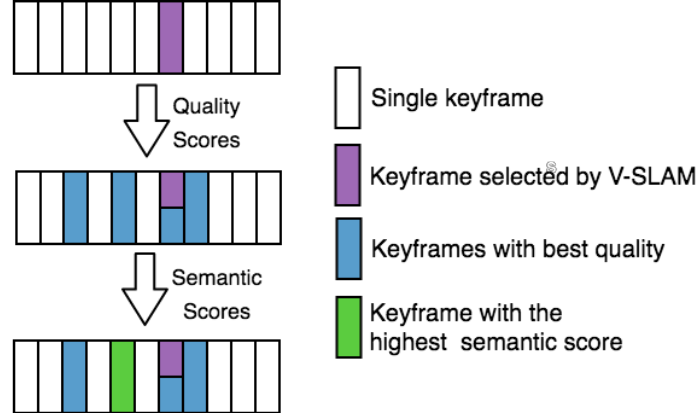 Quality
Scores
Semantic
Scores
Single keyframe
Keyframe selected by V-SLAM
Keyframes with best quality
Keyframe with the
highest semantic score
S